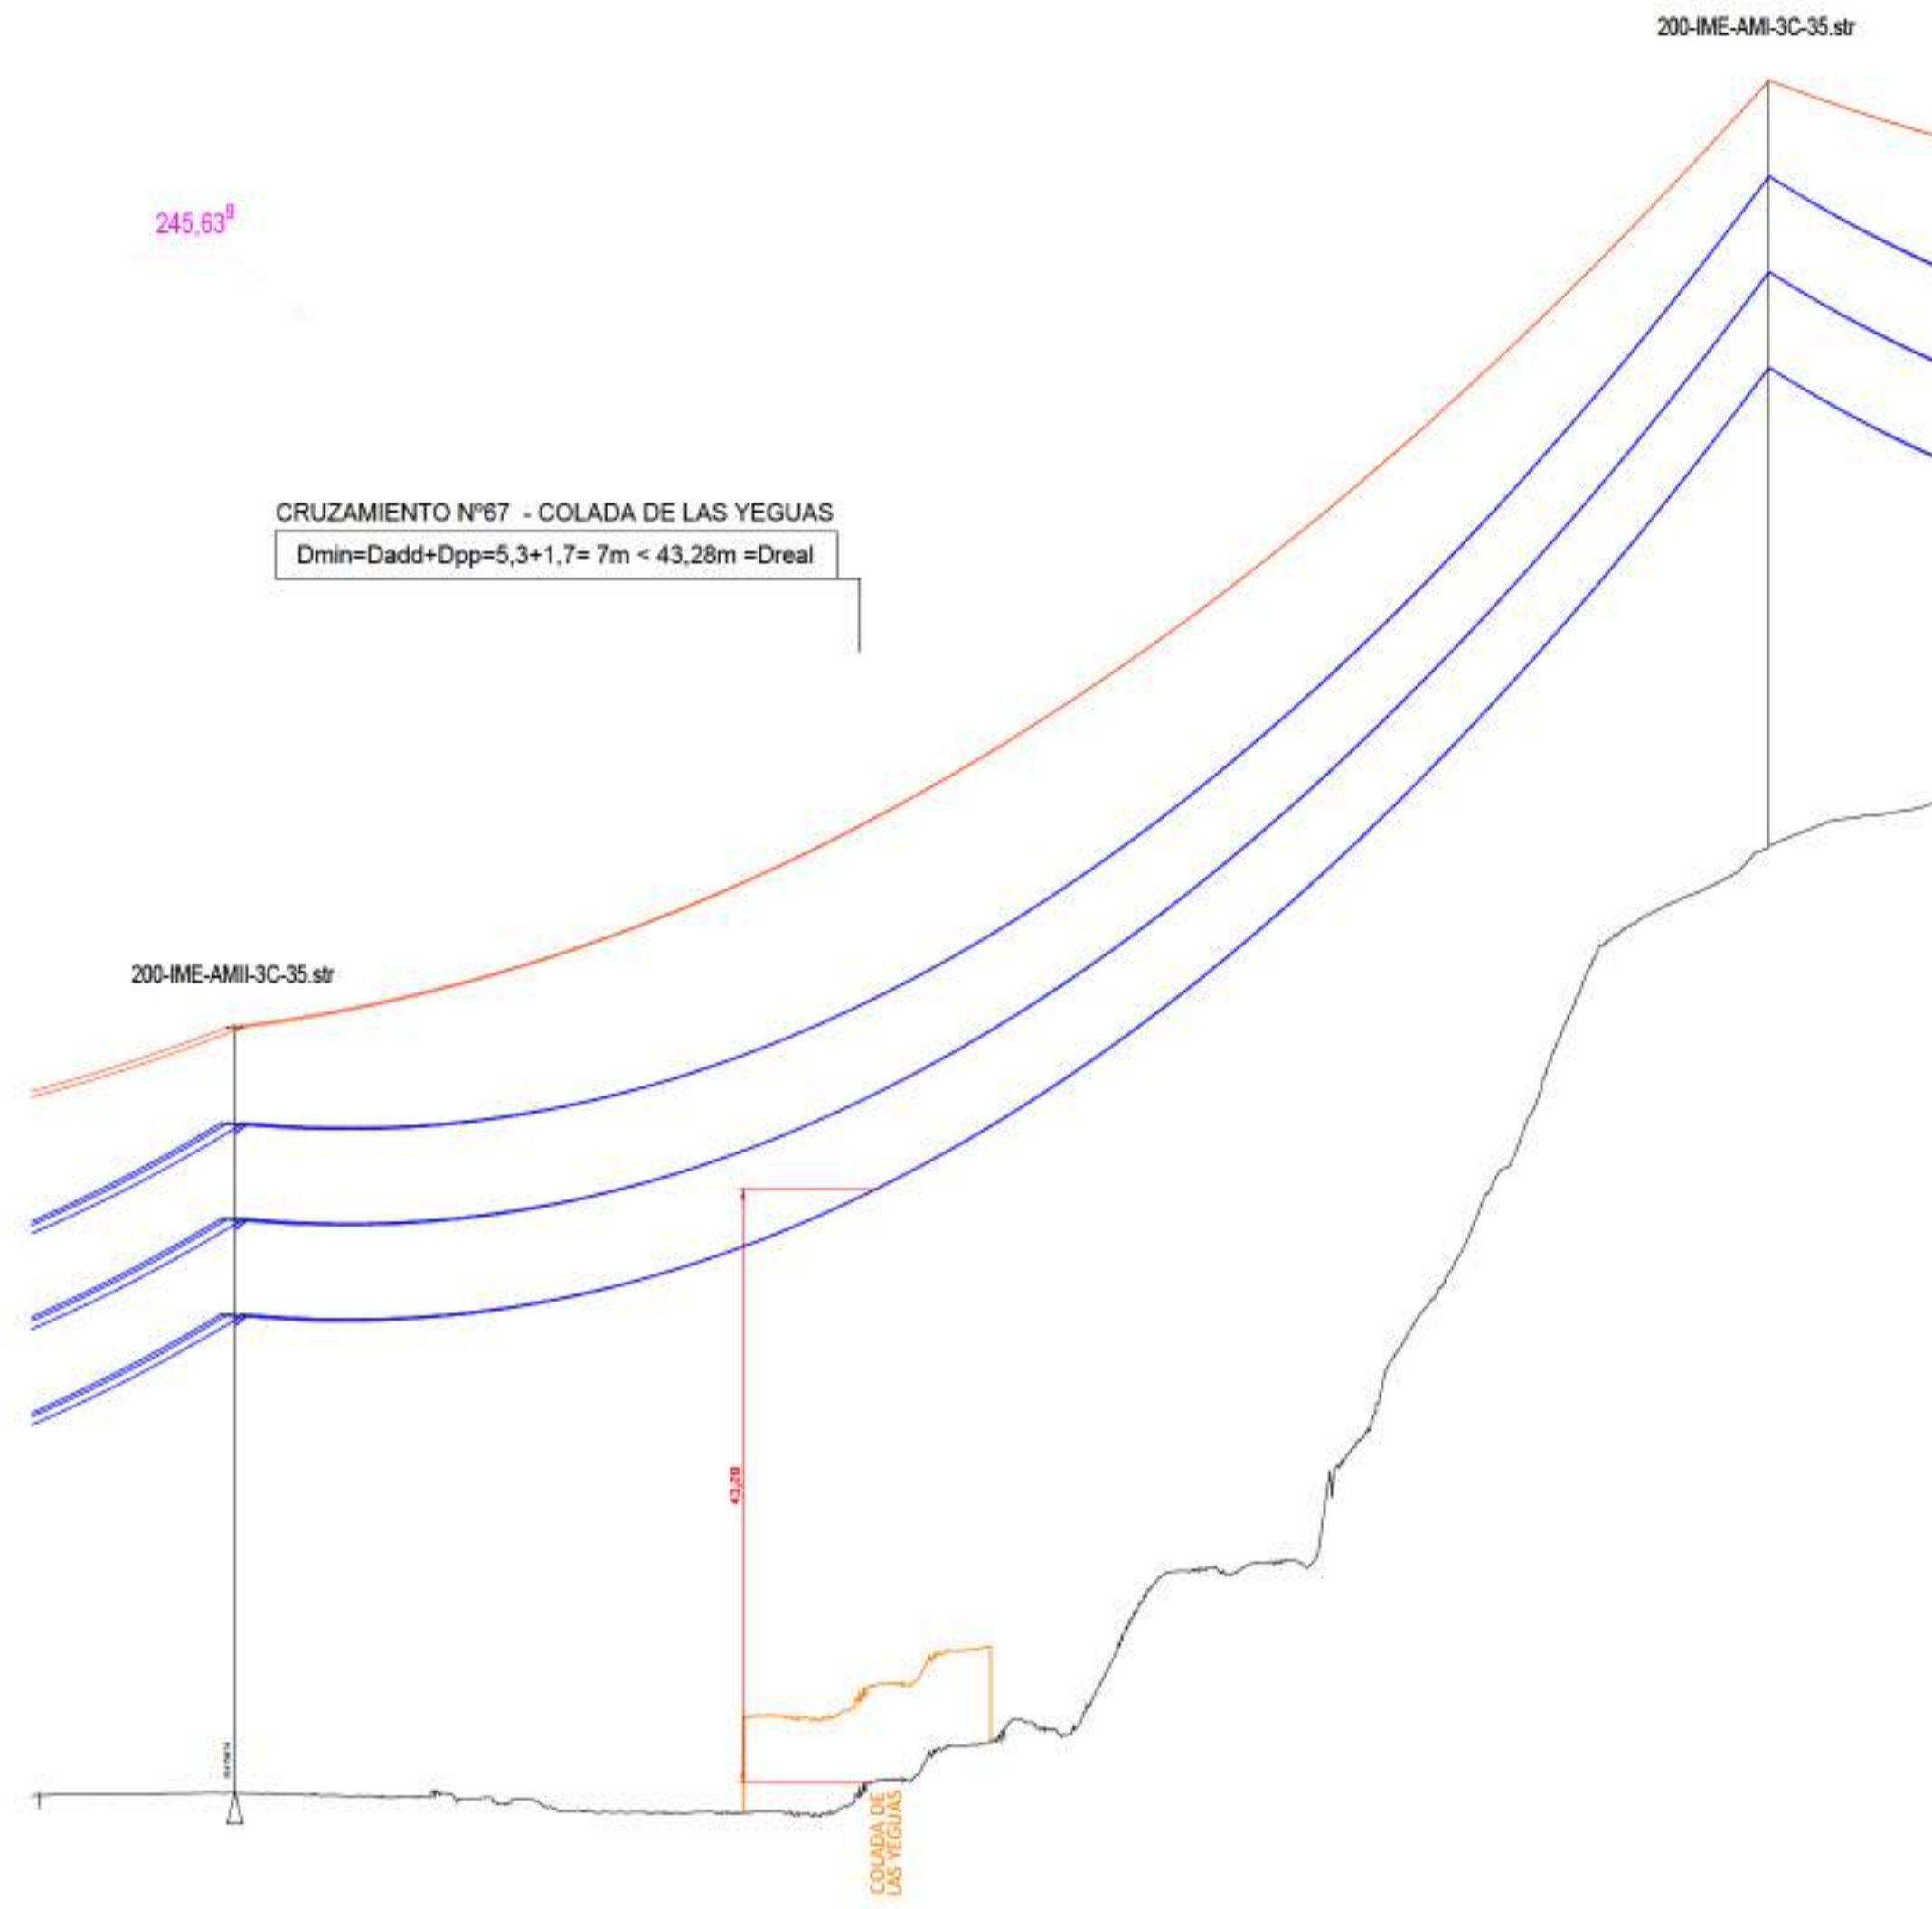 200-IME-AMI-3C-35.str
245,63g
CRUZAMIENTO Nº67 - COLADA DE LAS YEGUAS
Dmin=Dadd+Dpp=5,3+1,7= 7m < 43,28m =Dreal
200-IME-AMII-3C-35.str
43,28
COLADA DE
LAS YEGUAS